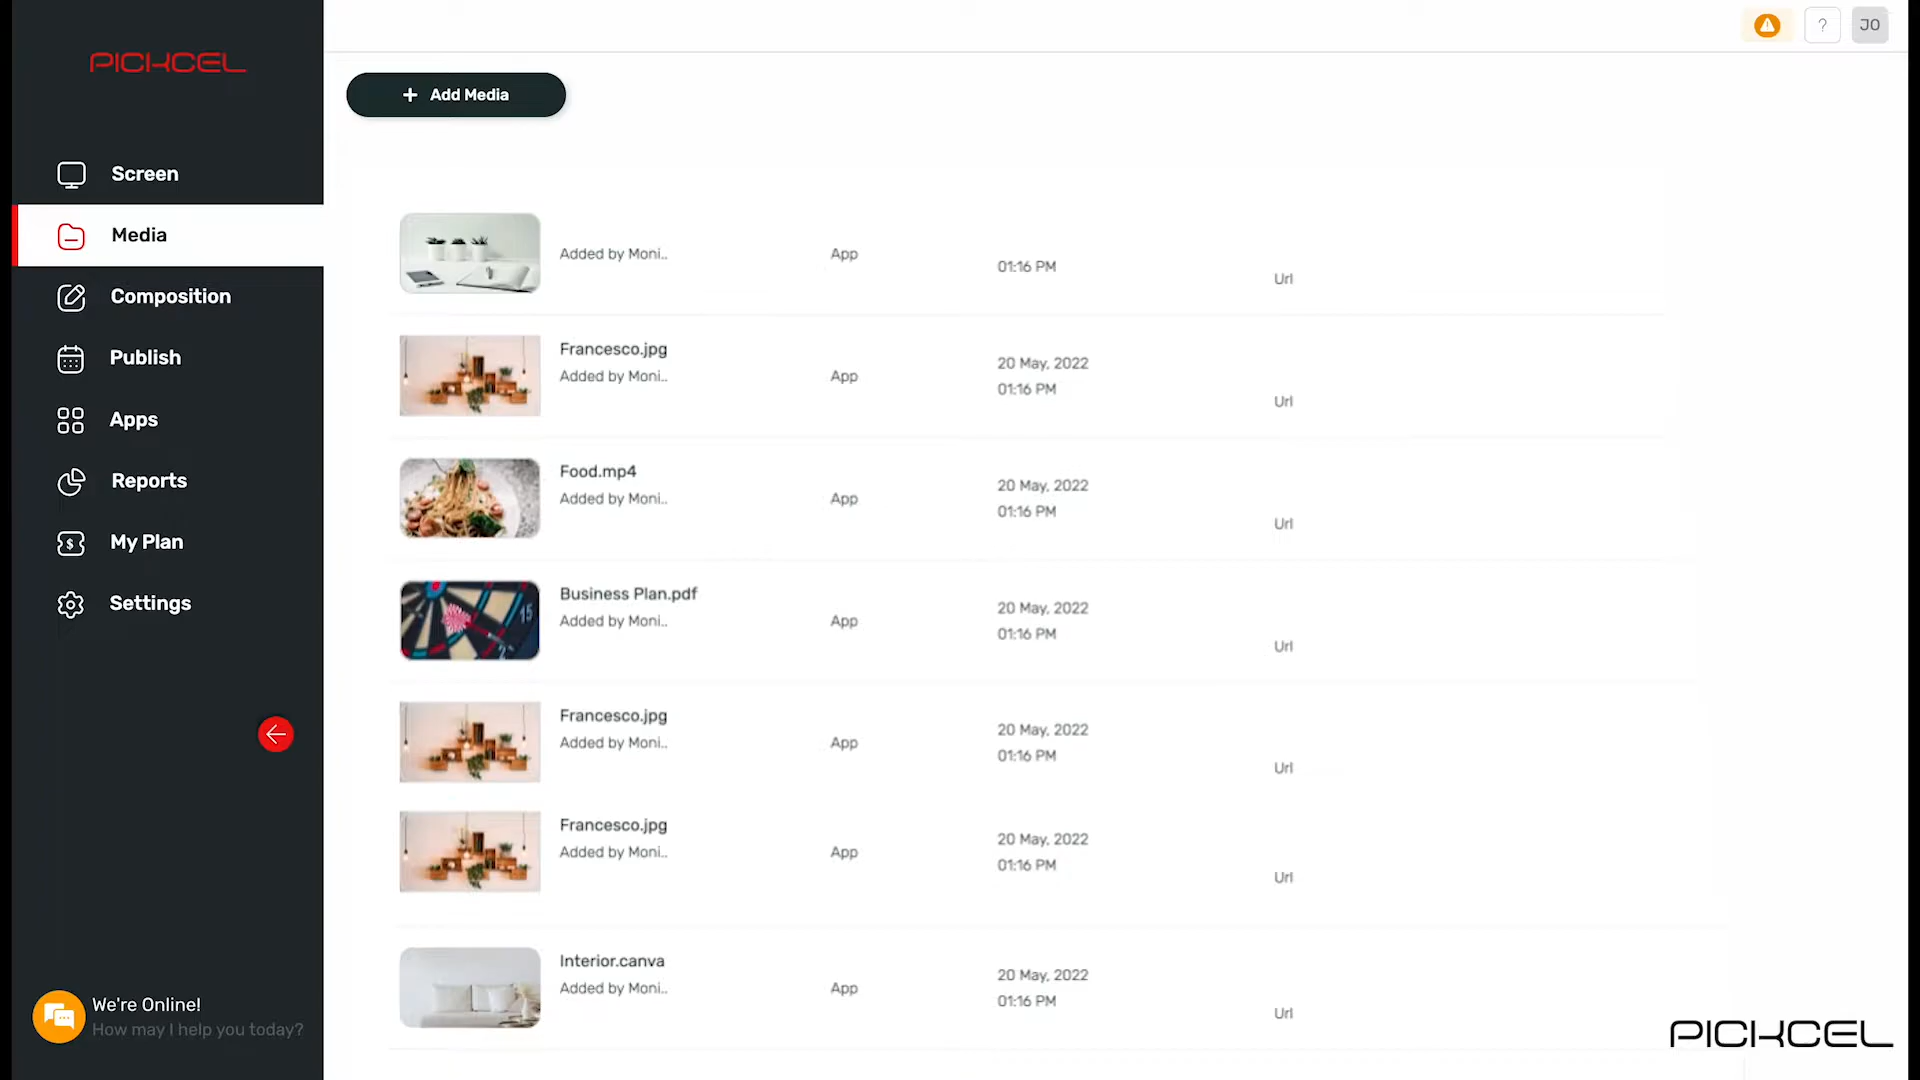 PICKCEL
JO
?
+ Add Media
Screen
Media
Composition
Publish
Apps
Reports
My Plan
Settings
Added by Moni..
App
01:16 PM
Url
Francesco.jpg
Added by Moni..
App
20 May, 2022
01:16 PM
Url
Food.mp4
Added by Moni..
App
20 May, 2022
01:16 PM
Url
Business Plan.pdf
Added by Moni..
App
20 May, 2022
01:16 PM
Url
Francesco.jpg
Added by Moni..
App
20 May, 2022
01:16 PM
Url
Francesco.jpg
Added by Moni..
App
20 May, 2022
01:16 PM
Url
Interior.canva
Added by Moni..
App
20 May, 2022
01:16 PM
Url
We're Online!
How may I help you today?
PICKCEL